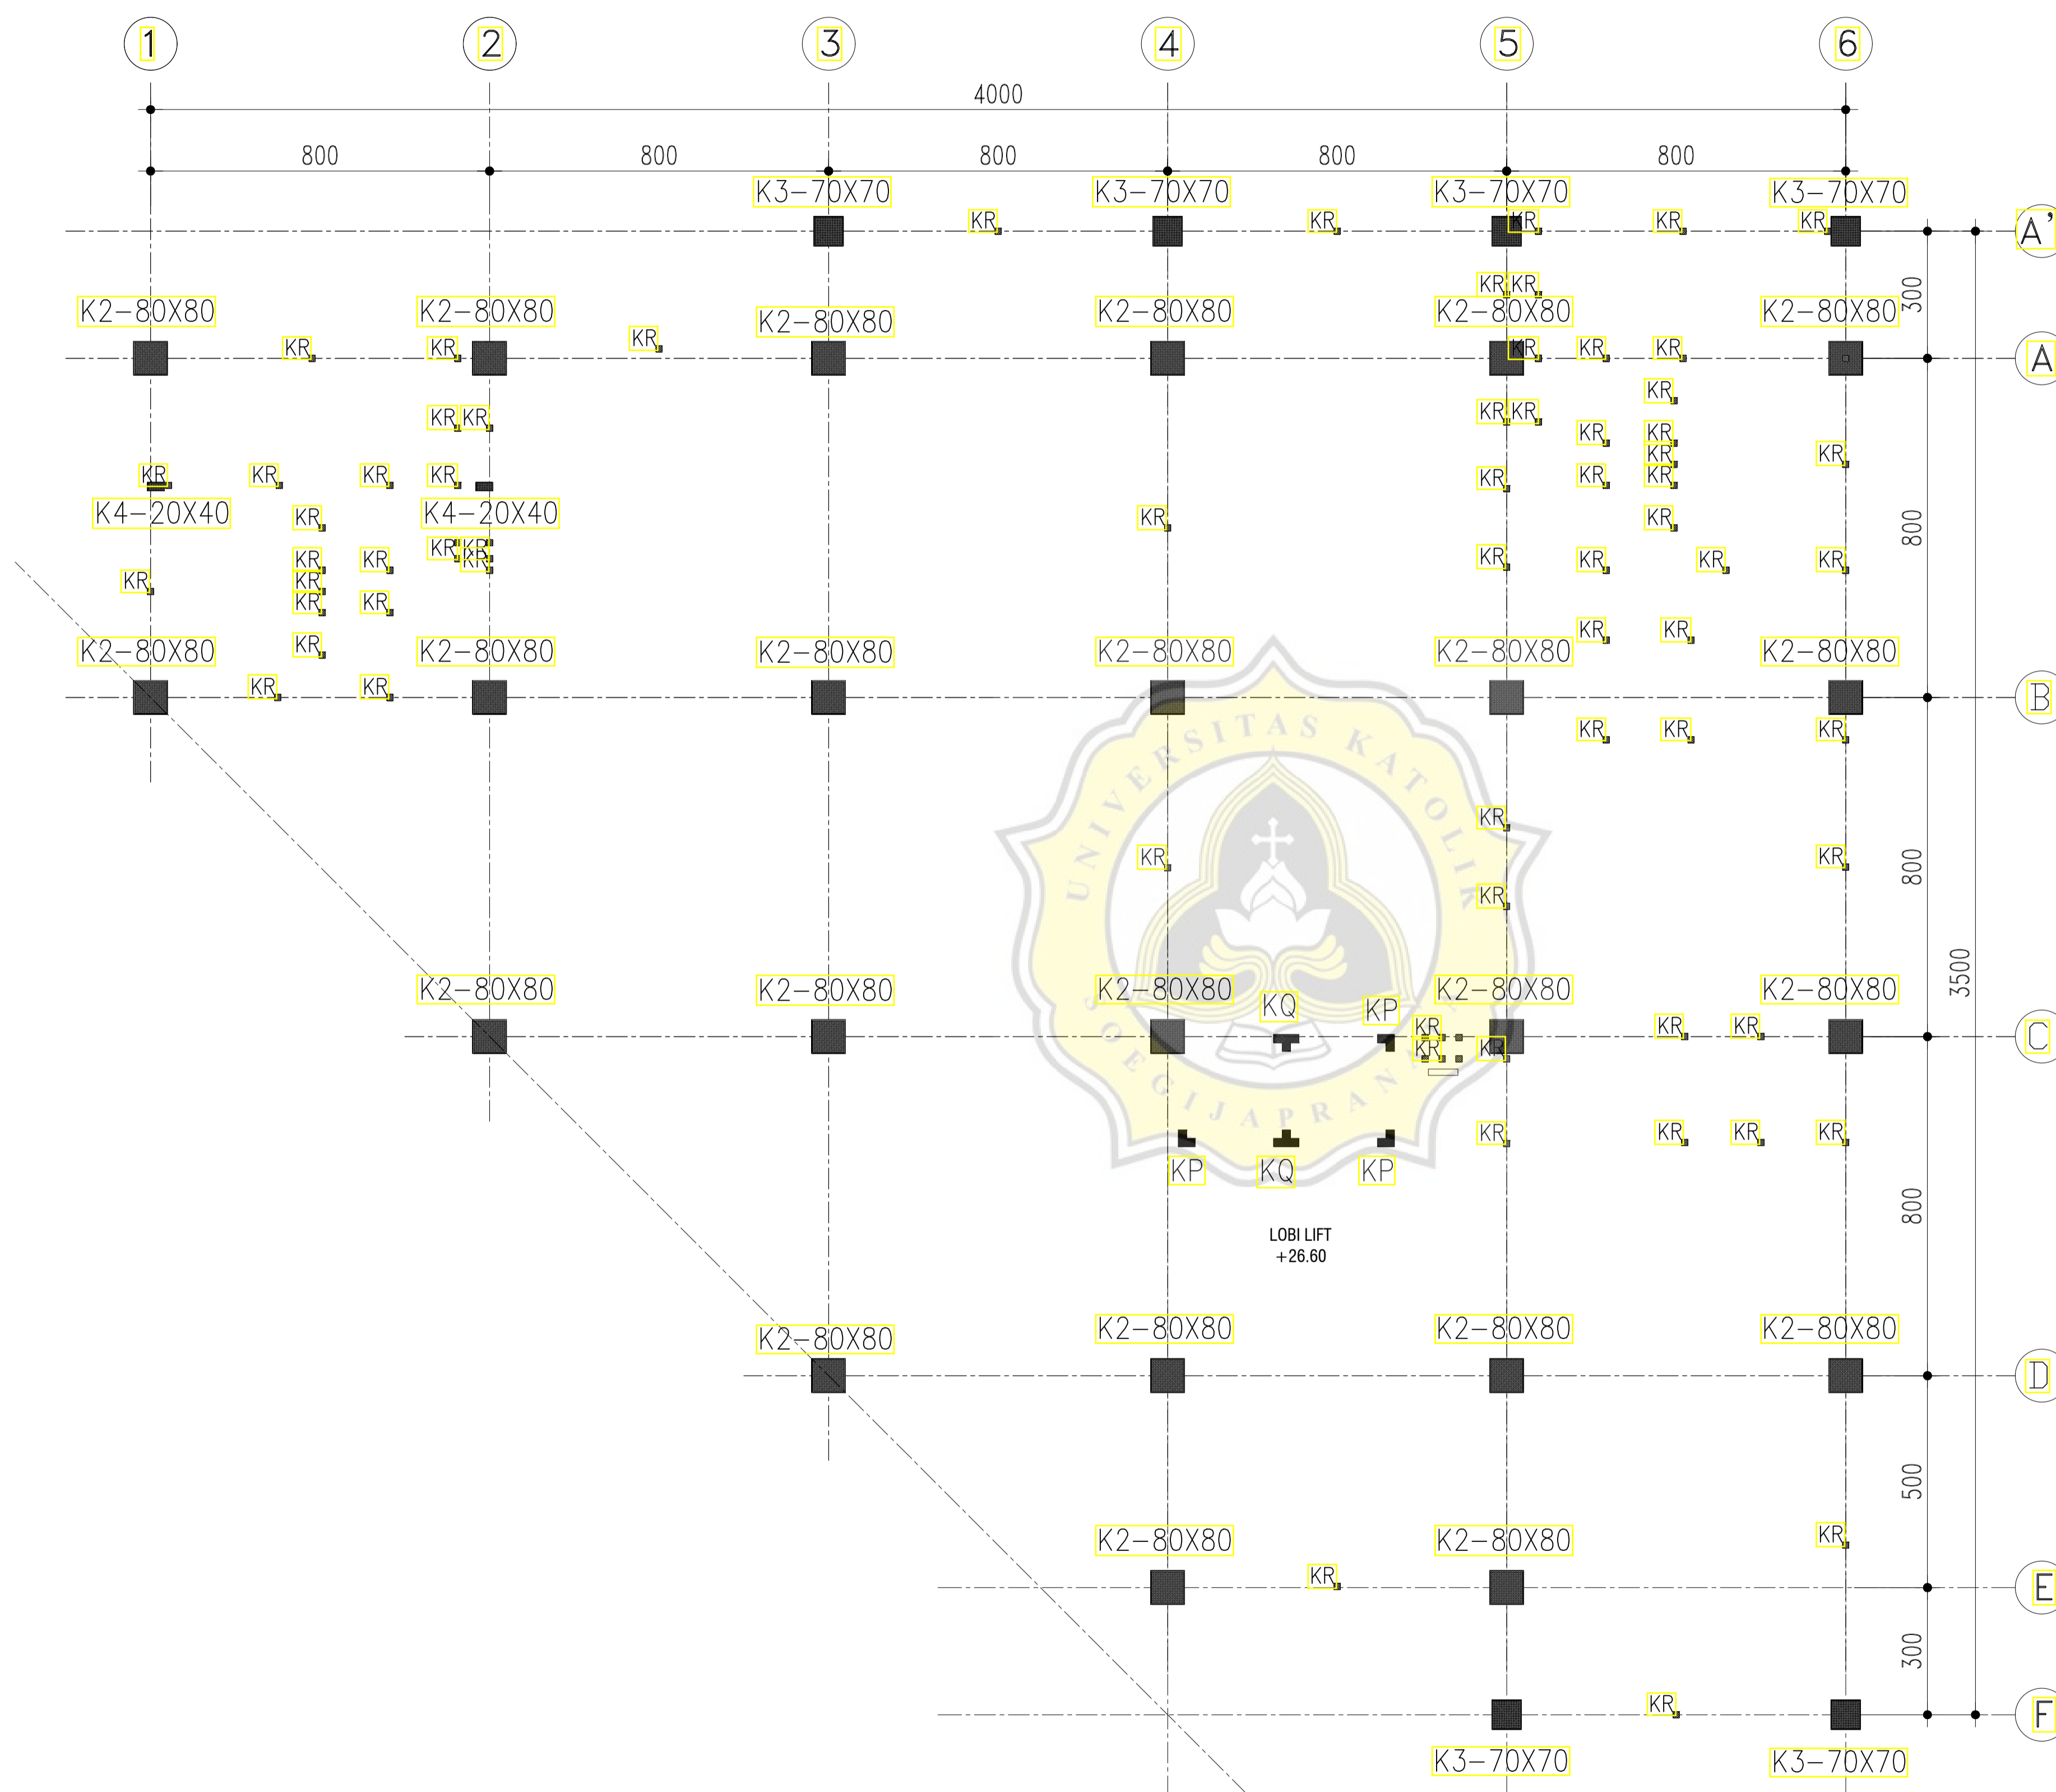 1 2 3 4 5 6
4000
800 800 800 800 800
K3-70X70 K3-70X70 K3-70X70 K3-70X70
KR KR KR KR KR A'
KR KR 300
K2-80X80 K2-80X80 K2-80X80 K2-80X80 K2-80X80 K2-80X80
KR KR KR KR KR KR A
KR
KR KR KR KR
KR KR
KR KR
KR KR KR KR KR KR KR
K4-20X40 K4-20X40
KR KR KR 800
KR KR
KR KR KR KR KR KR KR
KR KR
KR KR
KR KR KR
K2-80X80 K2-80X80 K2-80X80 K2-80X80 K2-80X80 K2-80X80
KR KR B
KR KR KR
UNIVERSITAS KATOLIK
KR
KR KR 800
KR
3500
K2-80X80 K2-80X80 K2-80X80 K2-80X80 K2-80X80
KQ KP
KR KR KR C
KR KR
SOEGIJAPRANATA
KR KR KR KR
KP KQ KP
800
LOBI LIFT
+26.60
K2-80X80 K2-80X80 K2-80X80 K2-80X80
D
500
K2-80X80 K2-80X80 KR
KR E
300
KR F
K3-70X70 K3-70X70